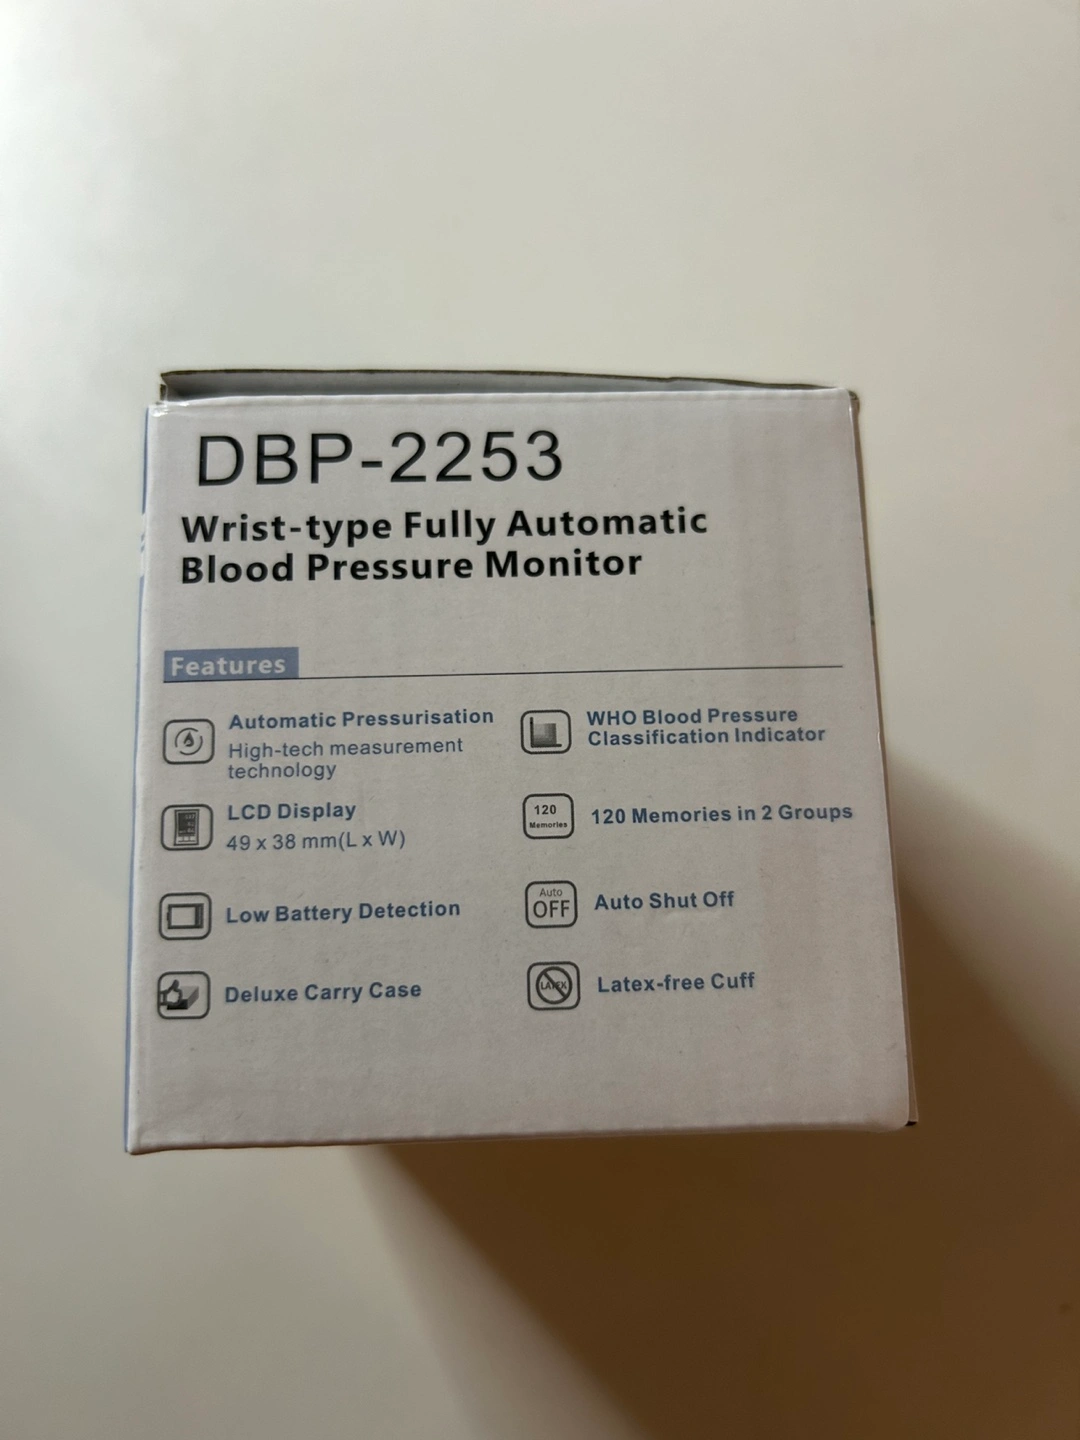 DBP-2253
Wrist-type Fully Automatic
Blood Pressure Monitor
Features
Automatic Pressurisation
High-tech measurement
technology
LCD Display
49 x 38 mm(L x W)
Low Battery Detection
Deluxe Carry Case
WHO Blood Pressure
Classification Indicator
120
Memories
120 Memories in 2 Groups
Auto
OFF
Auto Shut Off
LATEX
Latex-free Cuff